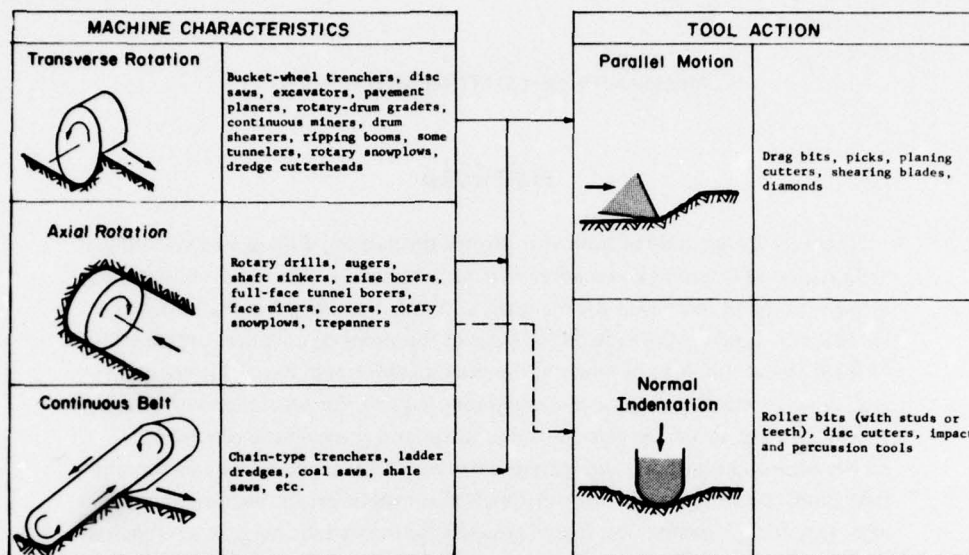 MACHINE CHARACTERISTICS
Transverse Rotation
Bucket-wheel trenchers, disc
saws, excavators, pavement
planers, rotary-drum graders,
continuous miners, drum
shearers, ripping booms, some
tunnelers, rotary snowplows,
dredge cutterheads
Axial Rotation
Rotary drills, augers,
shaft sinkers, raise borers,
full-face tunnel borers,
face miners, corers, rotary
snowplows, trepanners
Continuous Belt
Chain-type trenchers, ladder
dredges, coal saws, shale
saws, etc.
TOOL ACTION
Parallel Motion
Drag bits, picks, planing
cutters, shearing blades,
diamonds
Normal
Indentation
Roller bits (with studs or
teeth), disc cutters, impact
and percussion tools